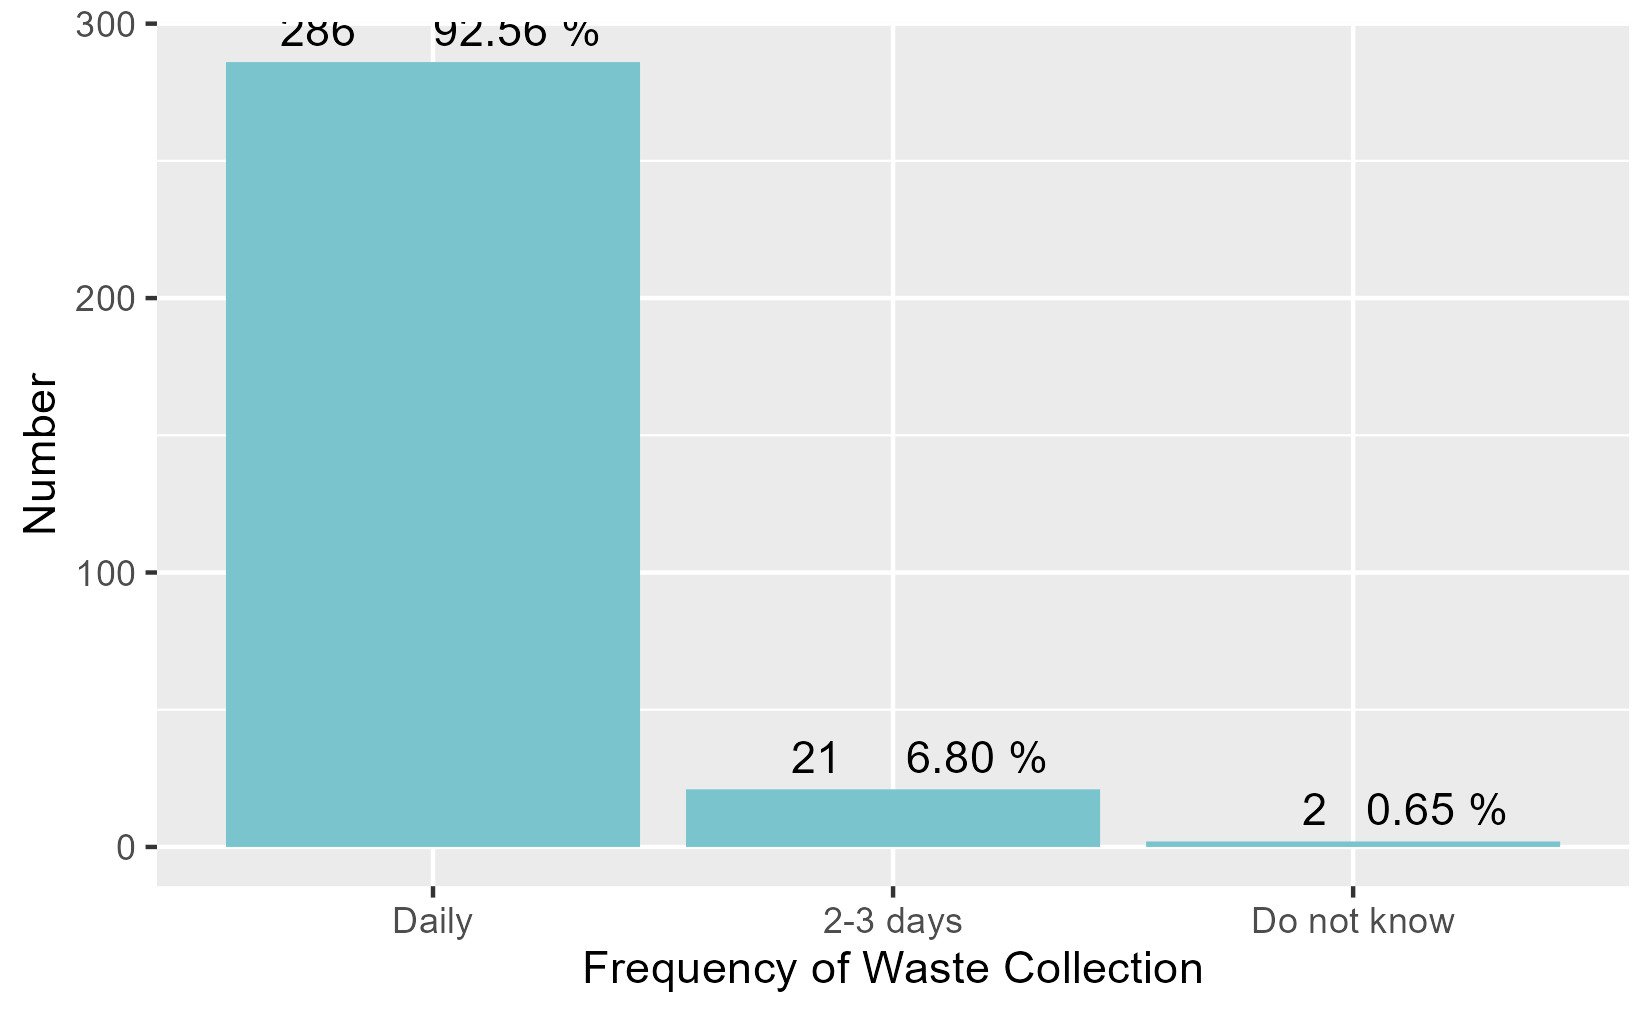 300
286 92.56 %
200
100
0
Number
21 6.80 %
2 0.65 %
Daily
2-3 days
Do not know
Frequency of Waste Collection